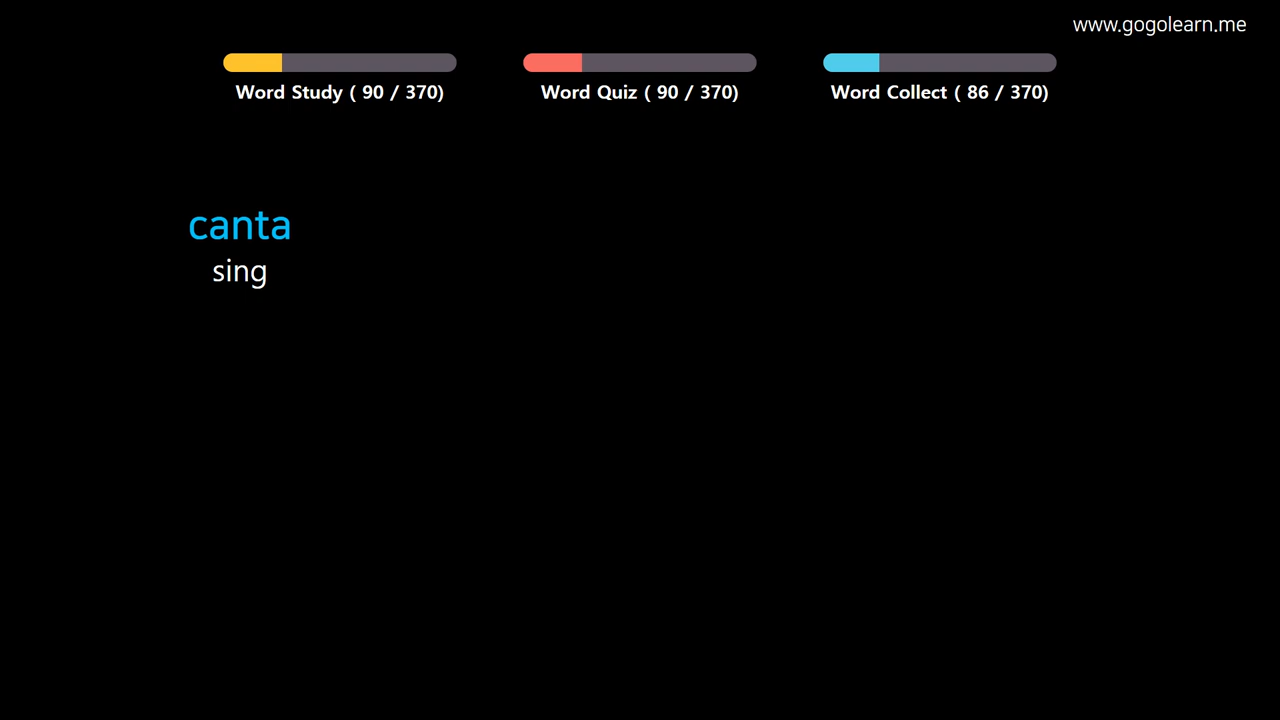 www.gogolearn.me
Word Study ( 90 / 370)
Word Quiz ( 90 / 370)
Word Collect ( 86 / 370)
canta
sing